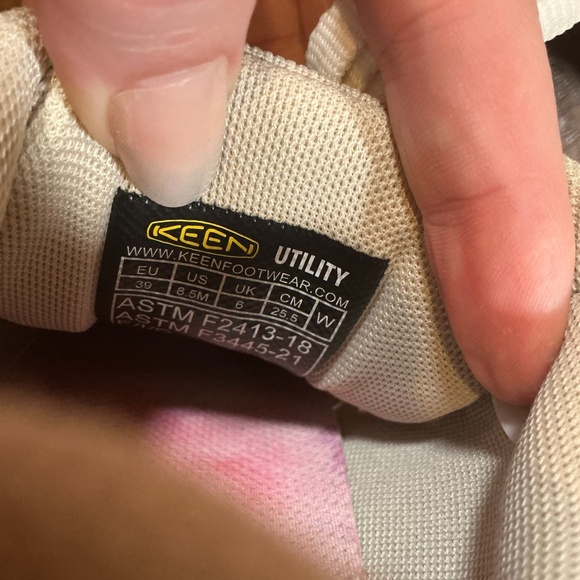 KEEN UTILITY
WWW.KEENFOOTWEAR.COM
EU US UK CM W
39 8.5M 6 25.5
ASTM F2413-18
ASTM F3445-21